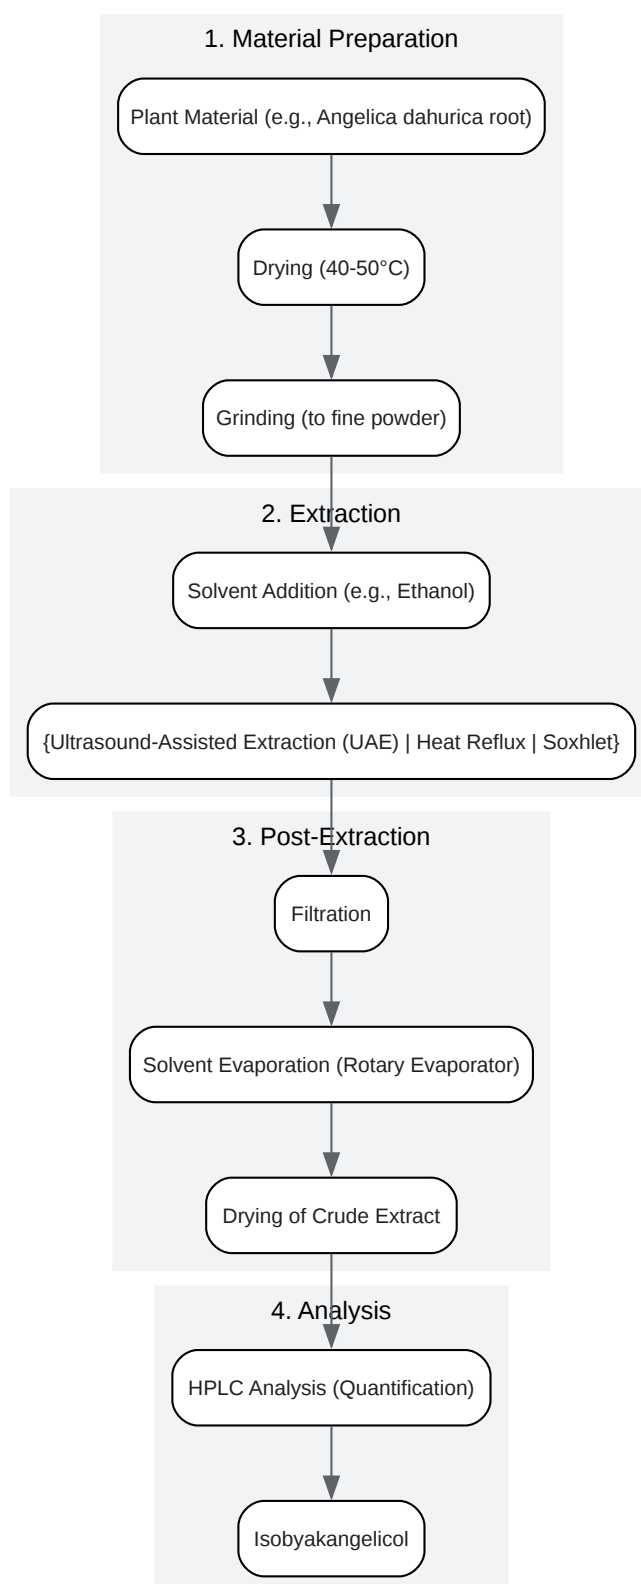 1. Material Preparation
Plant Material (e.g., Angelica dahurica root)
Drying (40-50°C)
Grinding (to fine powder)
2. Extraction
Solvent Addition (e.g., Ethanol)
{Ultrasound-Assisted Extraction (UAE) | Heat Reflux | Soxhlet}
3. Post-Extraction
Filtration
Solvent Evaporation (Rotary Evaporator)
Drying of Crude Extract
4. Analysis
HPLC Analysis (Quantification)
Isobyakangelicol